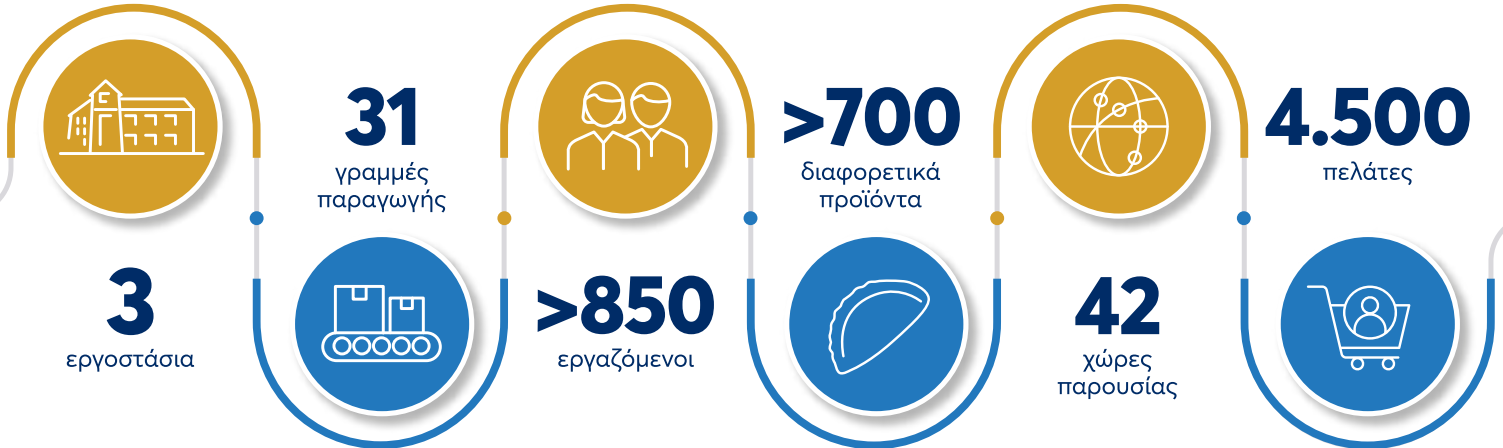 3
εργοστάσια
31
γραμμές
παραγωγής
>850
εργαζόμενοι
>700
διαφορετικά
προϊόντα
42
χώρες
παρουσίας
4.500
πελάτες